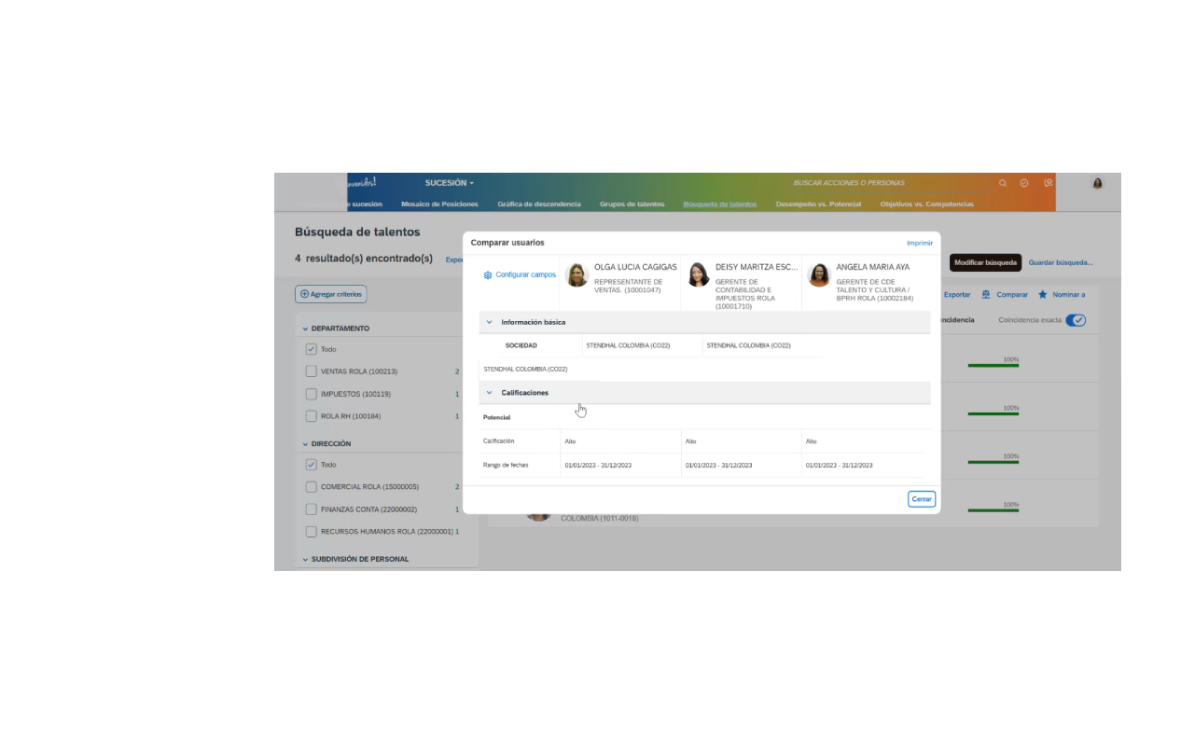 SUCESIÓN
BUSCAR ACCIONES O PERSONAS
sucesión Mosaico de Posiciones Gráfica de descendencia Grupos de talentos Búsqueda de talentos Desempeño vs. Potencial Objetivos vs. Competencias
Búsqueda de talentos
4 resultado(s) encontrado(s)
Modificar búsqueda Guardar búsqueda...
Agregar criterios
Exportar Comparar Nominar a
Coincidencia exacta
DEPARTAMENTO
Todo
VENTAS ROLA (100213) 2
IMPUESTOS (100119) 1
ROLA RH (100184) 1
DIRECCIÓN
Todo
COMERCIAL ROLA (15000005) 2
FINANZAS CONTA (22000002) 1
RECURSOS HUMANOS ROLA (22000001) 1
SUBDIVISIÓN DE PERSONAL
Comparar usuarios
Imprimir
Configurar campos
OLGA LUCIA CAGIGAS
REPRESENTANTE DE
VENTAS. (10001047)
DEISY MARITZA ESC...
GERENTE DE
CONTABILIDAD E
IMPUESTOS ROLA
(10001710)
ANGELA MARIA AYA
GERENTE DE CDE
TALENTO Y CULTURA /
BPRH ROLA (10002184)
Información básica
SOCIEDAD STENDHAL COLOMBIA (CO22) STENDHAL COLOMBIA (CO22)
STENDHAL COLOMBIA (CO22)
Calificaciones
Potencial
Calificación Alto Alto Alto
Rango de fechas 01/01/2023 - 31/12/2023 01/01/2023 - 31/12/2023 01/01/2023 - 31/12/2023
Cerrar
COLOMBIA (1011-0018)
100%
100%
100%
100%